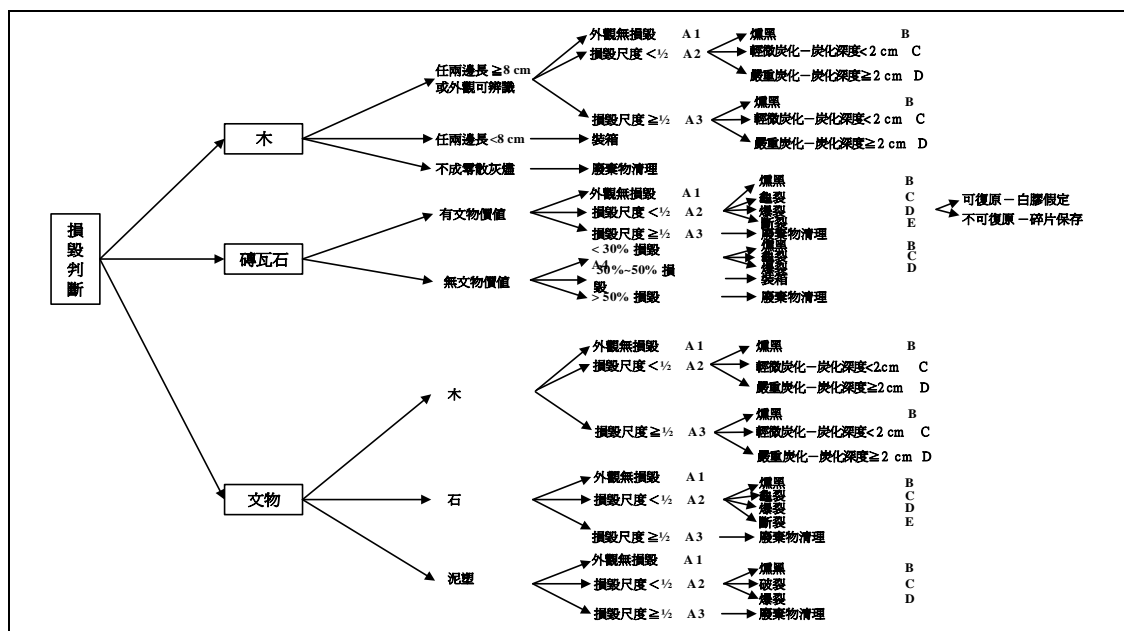 損毀判斷
木
任兩邊長≧8 cm
或外觀可辨識
外觀無損毀 A1
損毀尺度<½ A2
燻黑 B
輕微炭化－炭化深度<2 cm C
嚴重炭化－炭化深度≧2 cm D
損毀尺度≧½ A3
燻黑 B
輕微炭化－炭化深度<2 cm C
嚴重炭化－炭化深度≧2 cm D
任兩邊長<8 cm
裝箱
不成零散灰燼
廢棄物清理
磚瓦石
有文物價值
外觀無損毀 A1
損毀尺度<½ A2
燻黑 B
龜裂 C
爆裂 D
斷裂 E
可復原－白膠假定
不可復原－碎片保存
損毀尺度≧½ A3
廢棄物清理
無文物價值
< 30% 損毀
A4
燻黑 B
龜裂 C
爆裂 D
30%~50% 損
毀
裝箱
> 50% 損毀
廢棄物清理
文物
木
外觀無損毀 A1
損毀尺度<½ A2
燻黑 B
輕微炭化－炭化深度<2cm C
嚴重炭化－炭化深度≧2cm D
損毀尺度≧½ A3
燻黑 B
輕微炭化－炭化深度<2 cm C
嚴重炭化－炭化深度≧2 cm D
石
外觀無損毀 A1
損毀尺度<½ A2
燻黑 B
龜裂 C
爆裂 D
斷裂 E
損毀尺度≧½ A3
廢棄物清理
泥塑
外觀無損毀 A1
損毀尺度<½ A2
燻黑 B
破裂 C
爆裂 D
損毀尺度≧½ A3
廢棄物清理